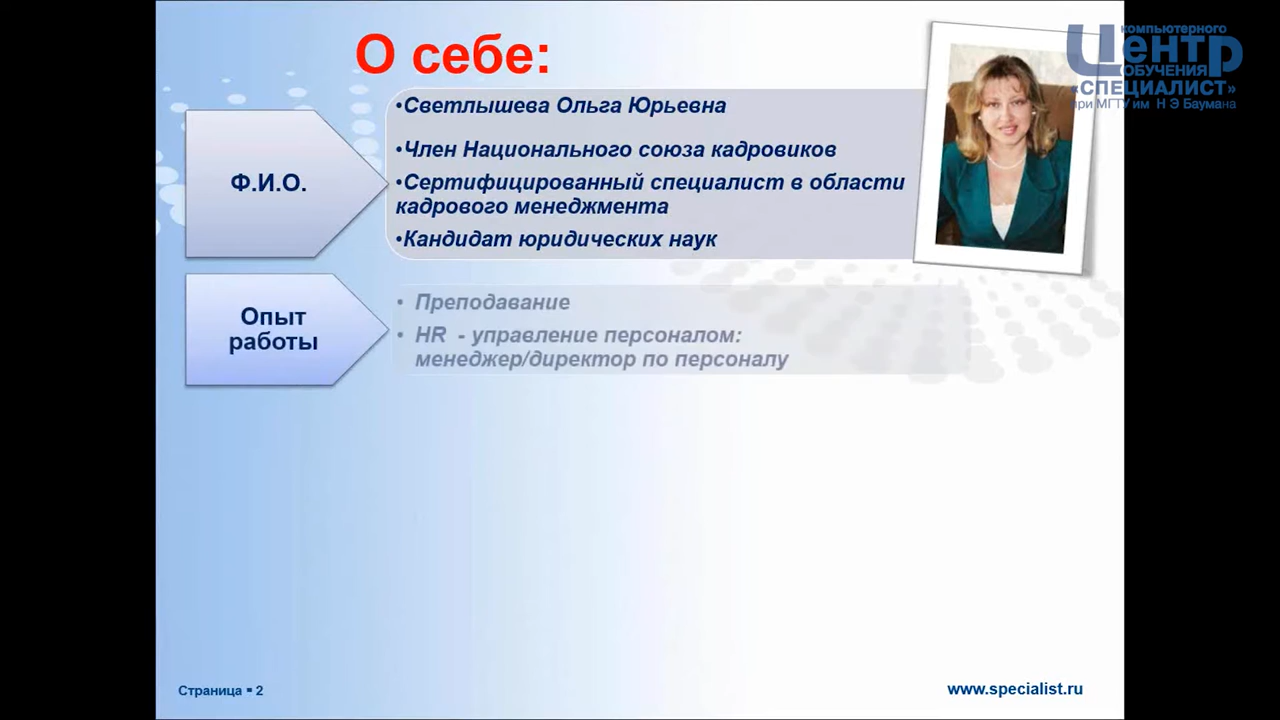 О себе:
компьютерного
Центр
ОБУЧЕНИЯ
«СПЕЦИАЛИСТ»
при МГТУ им Н Э Баумана
Ф.И.О.
•Светлышева Ольга Юрьевна
•Член Национального союза кадровиков
•Сертифицированный специалист в области
кадрового менеджмента
•Кандидат юридических наук
Опыт
работы
• Преподавание
• HR - управление персоналом:
менеджер/директор по персоналу
Страница ▪ 2
www.specialist.ru